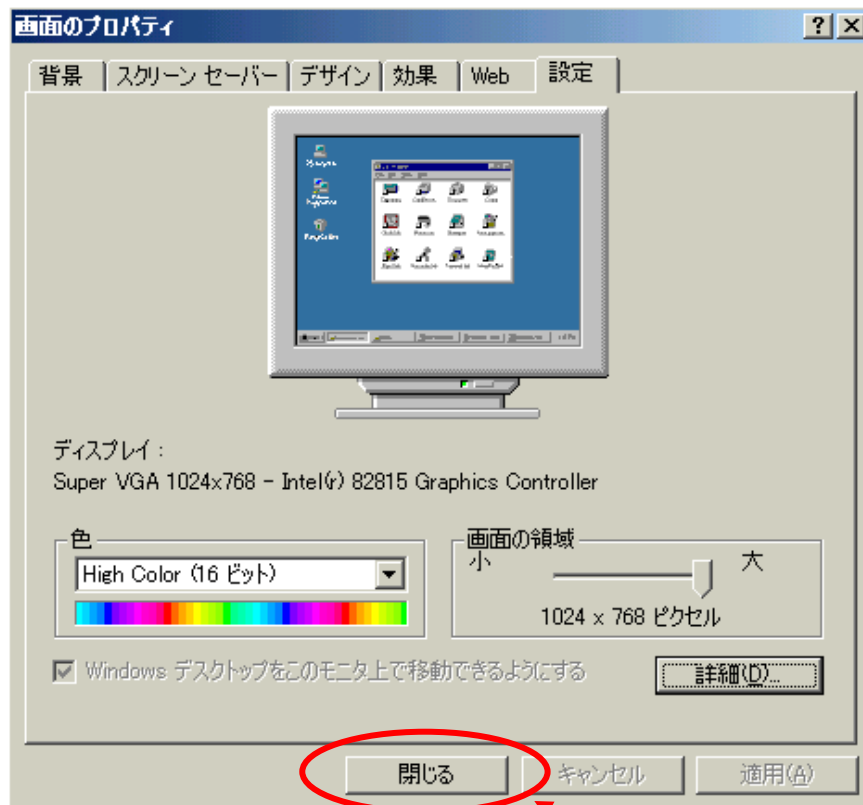 画面のプロパティ
背景 スクリーン セーバー デザイン 効果 Web 設定
ディスプレイ :
Super VGA 1024x768 - Intel(r) 82815 Graphics Controller
色
High Color (16 ビット)
画面の領域
小 大
1024 x 768 ピクセル
Windows デスクトップをこのモニタ上で移動できるようにする
詳細(D)...
閉じる キャンセル 適用(A)